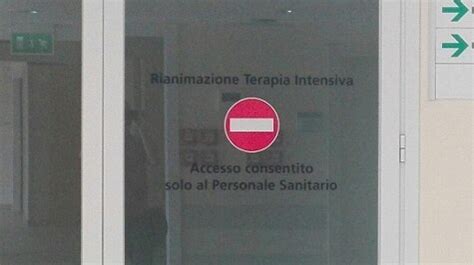 Rianimazione Terapia Intensiva
Accesso consentito
solo al Personale Sanitario